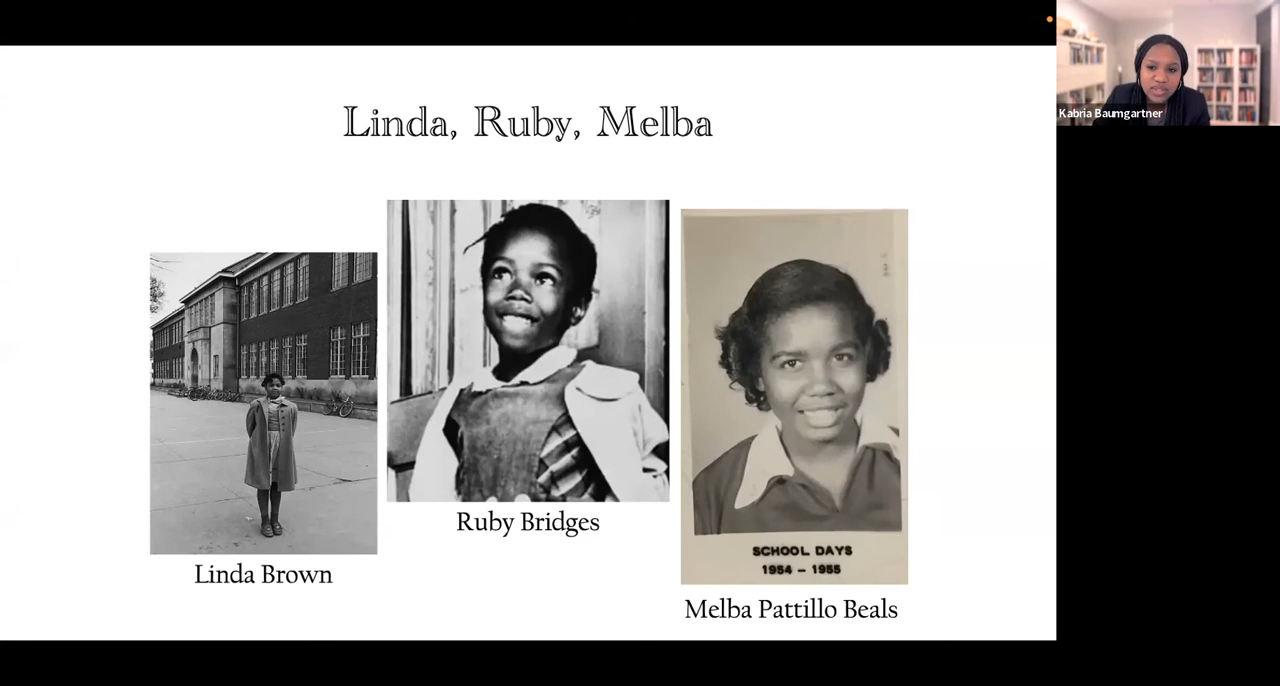 Linda, Ruby, Melba
Kabria Baumgartner
Linda Brown
Ruby Bridges
SCHOOL DAYS
1954 – 1955
Melba Pattillo Beals